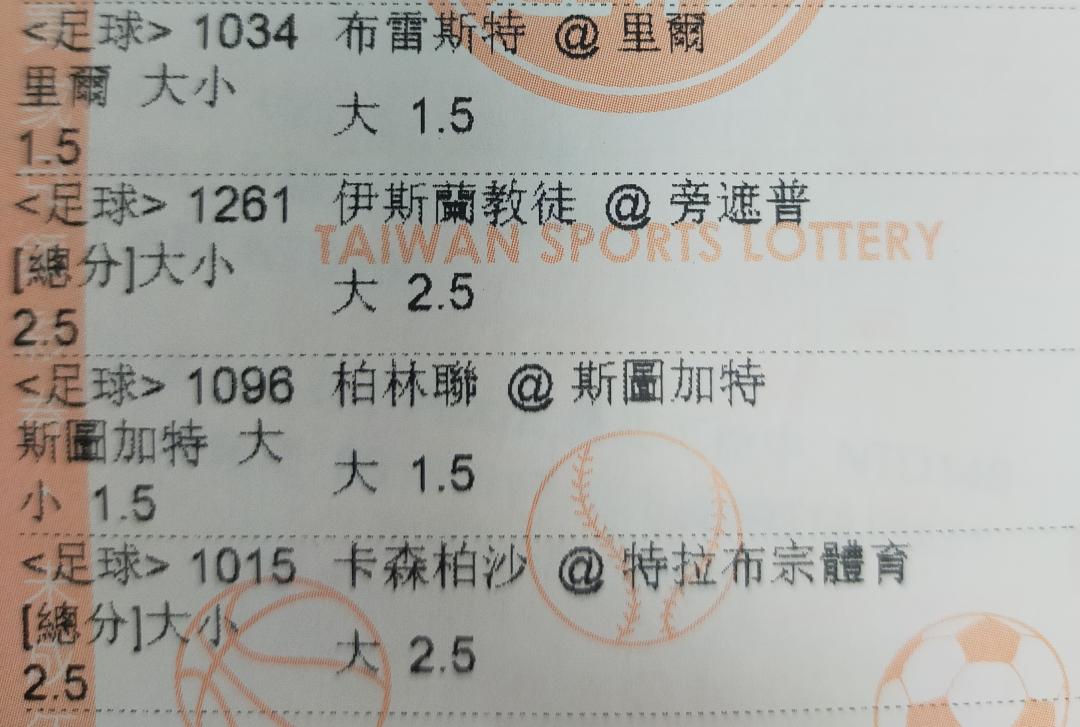 <足球> 1034 布雷斯特 @ 里爾
里爾 大小
1.5
大 1.5
<足球> 1261 伊斯蘭教徒 @ 旁遮普
TAIWAN SPORTS LOTTERY
[總分]大小
2.5
大 2.5
<足球> 1096 柏林聯 @ 斯圖加特
斯圖加特 大
小 1.5
大 1.5
<足球> 1015 卡森柏沙 @ 特拉布宗體育
[總分]大小
2.5
大 2.5